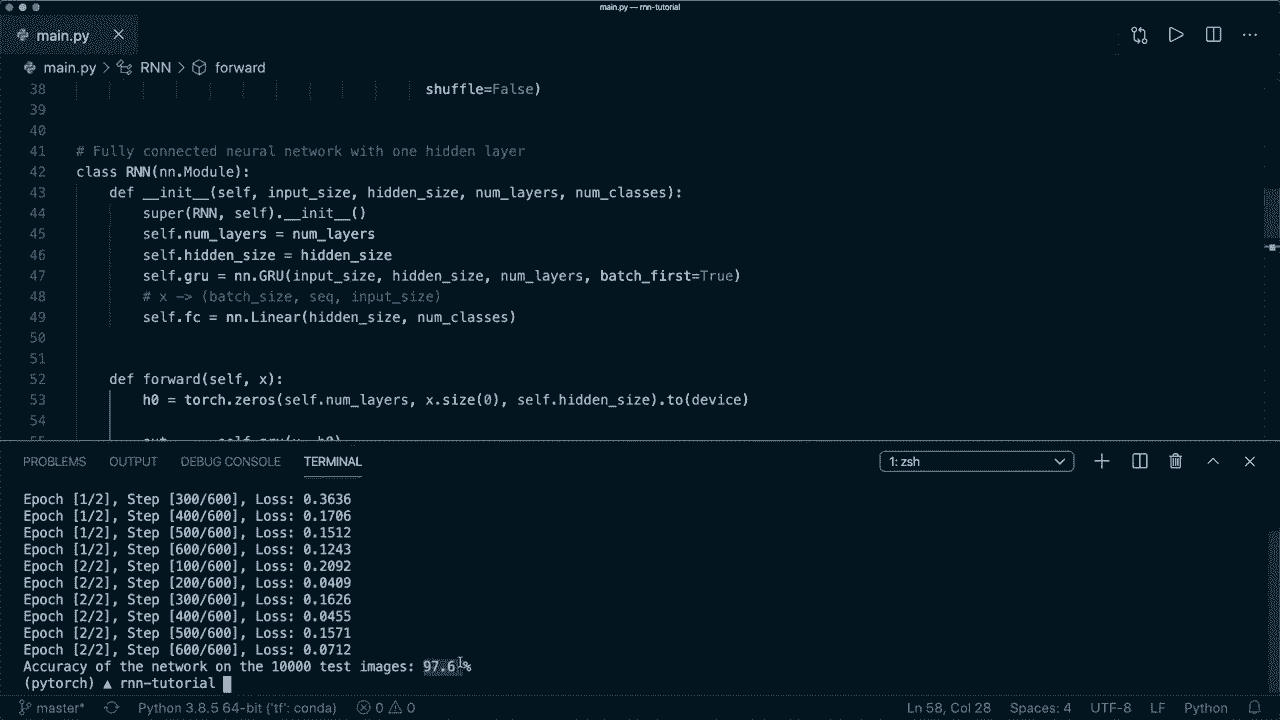 main.py — rnn-tutorial
main.py
main.py > RNN > forward
38 shuffle=False)
39
40
41 # Fully connected neural network with one hidden layer
42 class RNN(nn.Module):
43 def __init__(self, input_size, hidden_size, num_layers, num_classes):
44 super(RNN, self).__init__()
45 self.num_layers = num_layers
46 self.hidden_size = hidden_size
47 self.gru = nn.GRU(input_size, hidden_size, num_layers, batch_first=True)
48 # x -> (batch_size, seq, input_size)
49 self.fc = nn.Linear(hidden_size, num_classes)
50
51
52 def forward(self, x):
53 h0 = torch.zeros(self.num_layers, x.size(0), self.hidden_size).to(device)
54
PROBLEMS OUTPUT DEBUG CONSOLE TERMINAL 1: zsh
Epoch [1/2], Step [300/600], Loss: 0.3636
Epoch [1/2], Step [400/600], Loss: 0.1706
Epoch [1/2], Step [500/600], Loss: 0.1512
Epoch [1/2], Step [600/600], Loss: 0.1243
Epoch [2/2], Step [100/600], Loss: 0.2092
Epoch [2/2], Step [200/600], Loss: 0.0409
Epoch [2/2], Step [300/600], Loss: 0.1626
Epoch [2/2], Step [400/600], Loss: 0.0455
Epoch [2/2], Step [500/600], Loss: 0.1571
Epoch [2/2], Step [600/600], Loss: 0.0712
Accuracy of the network on the 10000 test images: 97.6 %
(pytorch) ▲ rnn-tutorial
master* Python 3.8.5 64-bit ('tf': conda) 0 0 Ln 58, Col 28 Spaces: 4 UTF-8 LF Python